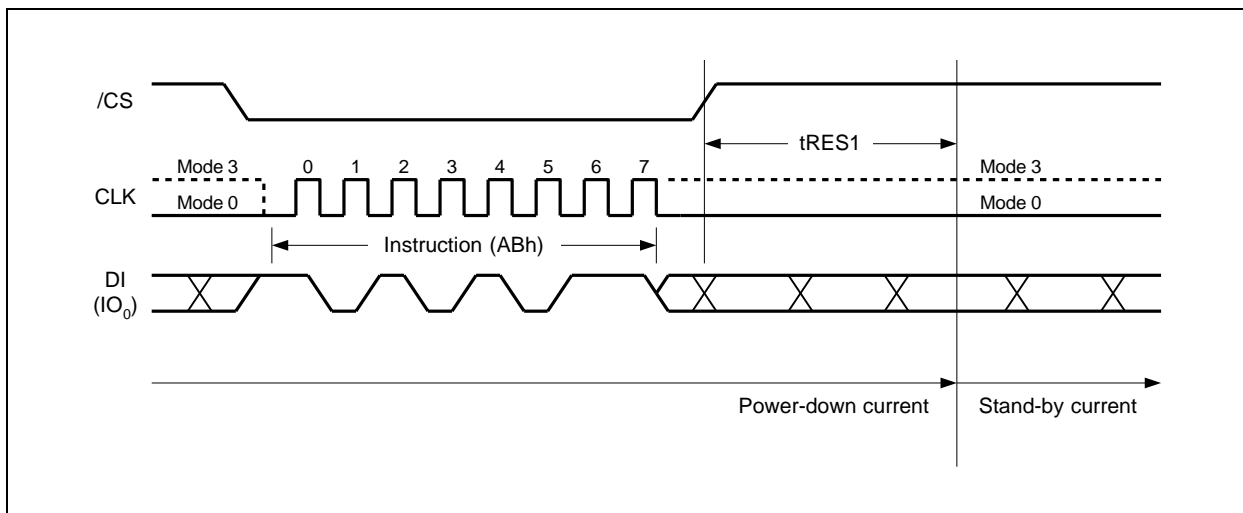 /CS
tRES1
Mode 3 0 1 2 3 4 5 6 7 Mode 3
CLK
Mode 0 Mode 0
Instruction (ABh)
DI
(IO0)
Power-down current Stand-by current